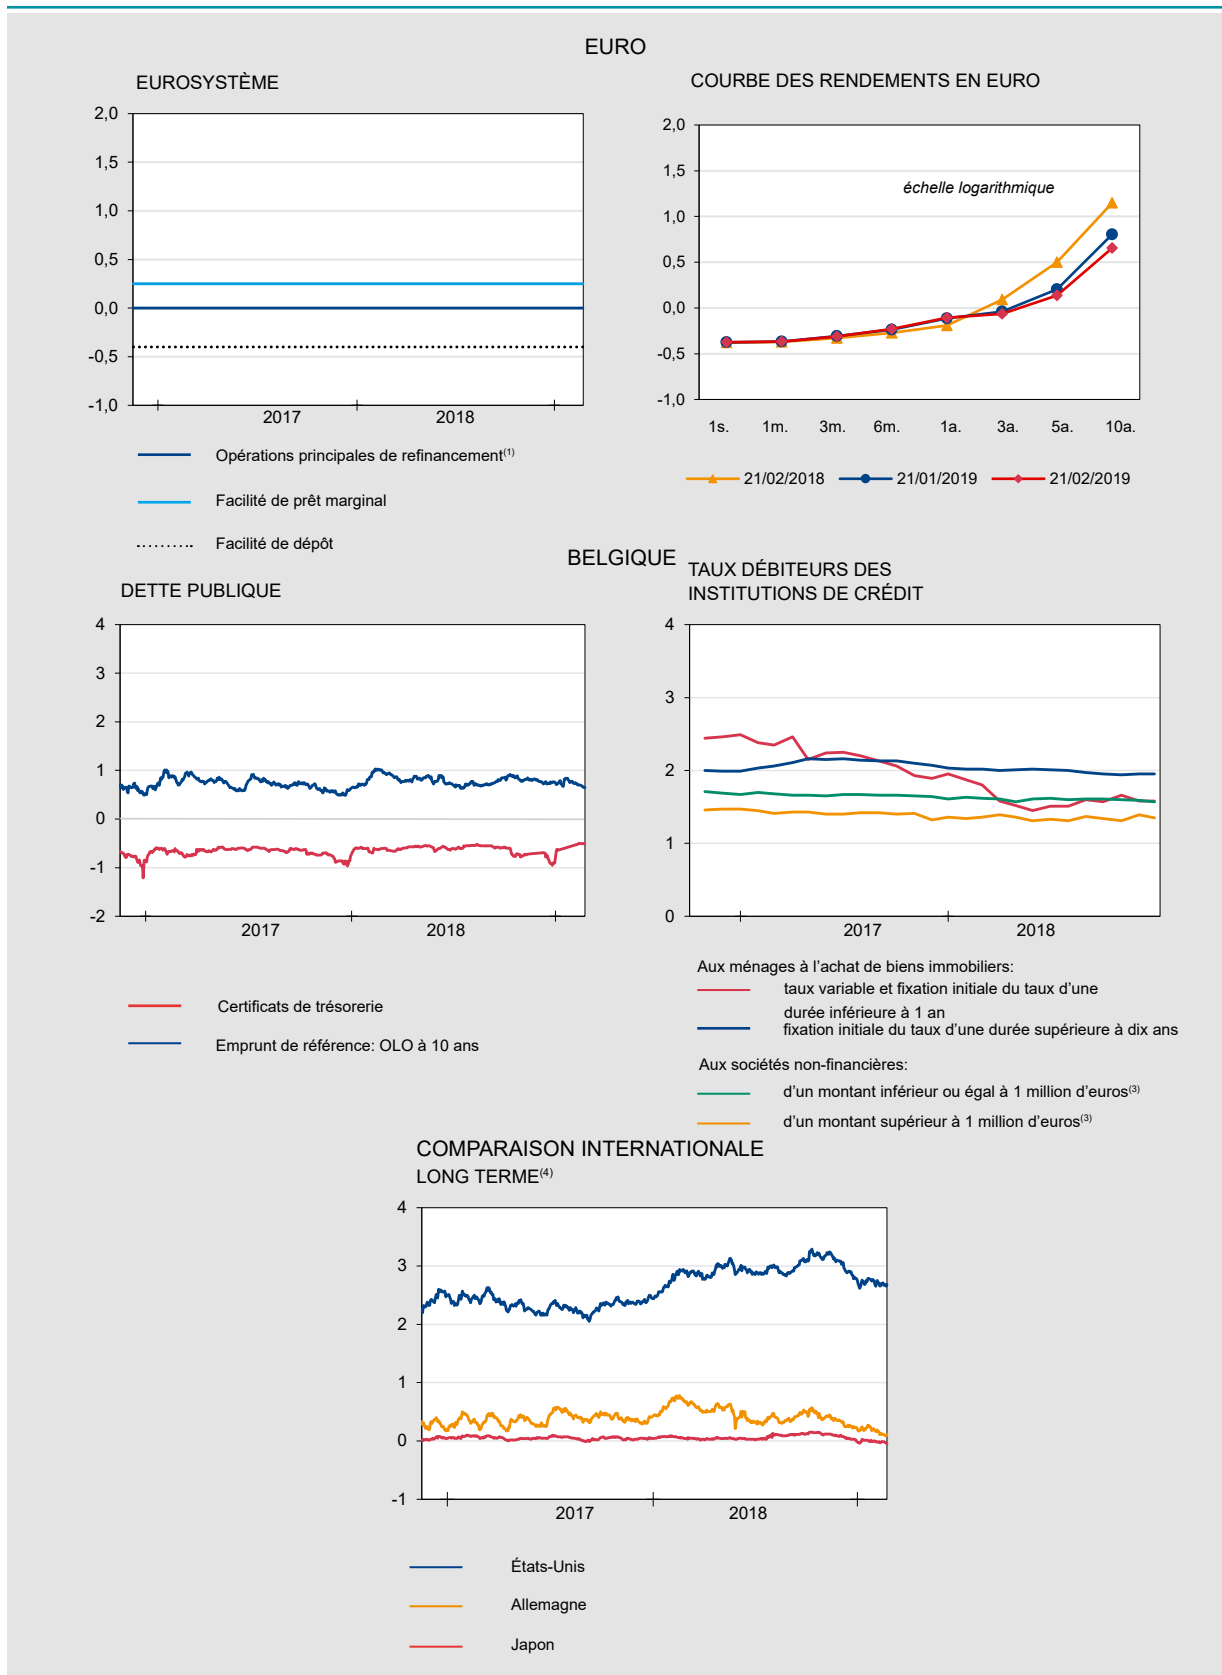 EURO
EUROSYSTÈME
2,0
1,5
1,0
0,5
0,0
-0,5
-1,0
2017
2018
Opérations principales de refinancement(1)
Facilité de prêt marginal
Facilité de dépôt
COURBE DES RENDEMENTS EN EURO
2,0
1,5
1,0
0,5
0,0
-0,5
-1,0
échelle logarithmique
1s. 1m. 3m. 6m. 1a. 3a. 5a. 10a.
21/02/2018 21/01/2019 21/02/2019
BELGIQUE
DETTE PUBLIQUE
4
3
2
1
0
-1
-2
2017
2018
Certificats de trésorerie
Emprunt de référence: OLO à 10 ans
TAUX DÉBITEURS DES
INSTITUTIONS DE CRÉDIT
4
3
2
1
0
2017
2018
Aux ménages à l’achat de biens immobiliers:
taux variable et fixation initiale du taux d’une
durée inférieure à 1 an
fixation initiale du taux d’une durée supérieure à dix ans
Aux sociétés non-financières:
d’un montant inférieur ou égal à 1 million d’euros(3)
d’un montant supérieur à 1 million d’euros(3)
COMPARAISON INTERNATIONALE
LONG TERME(4)
4
3
2
1
0
-1
2017
2018
États-Unis
Allemagne
Japon